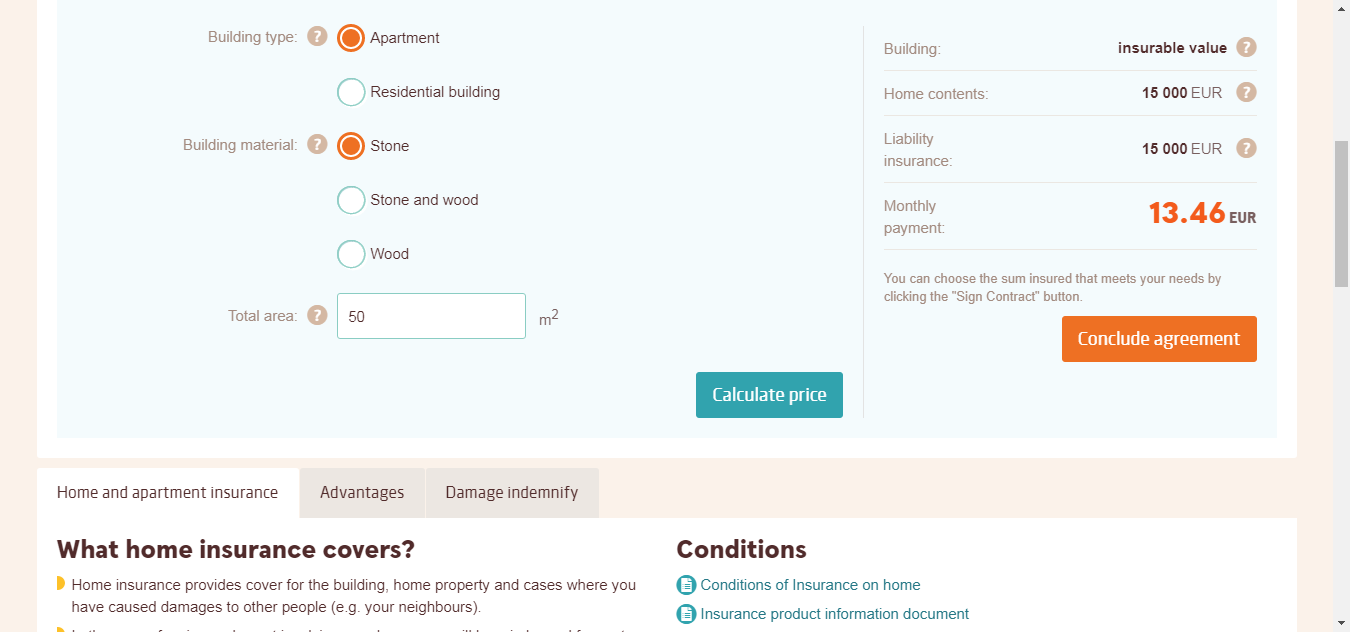 Building type: ? Apartment
Residential building
Building material: ? Stone
Stone and wood
Wood
Total area: ? 50 m2
Calculate price
Building: insurable value ?
Home contents: 15 000 EUR ?
Liability
insurance: 15 000 EUR ?
Monthly
payment: 13.46 EUR
You can choose the sum insured that meets your needs by
clicking the "Sign Contract" button.
Conclude agreement
Home and apartment insurance Advantages Damage indemnify
What home insurance covers?
Home insurance provides cover for the building, home property and cases where you
have caused damages to other people (e.g. your neighbours).
Conditions
Conditions of Insurance on home
Insurance product information document